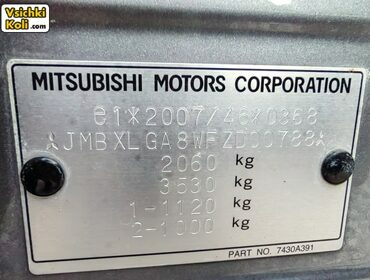 Vsichki
Koli.com
MITSUBISHI MOTORS CORPORATION
e1*2007/46*0368
*JMBXLGA8WFZD00788*
2060 kg
3530 kg
1-1120 kg
2-1000 kg
PART NO. 7430A391